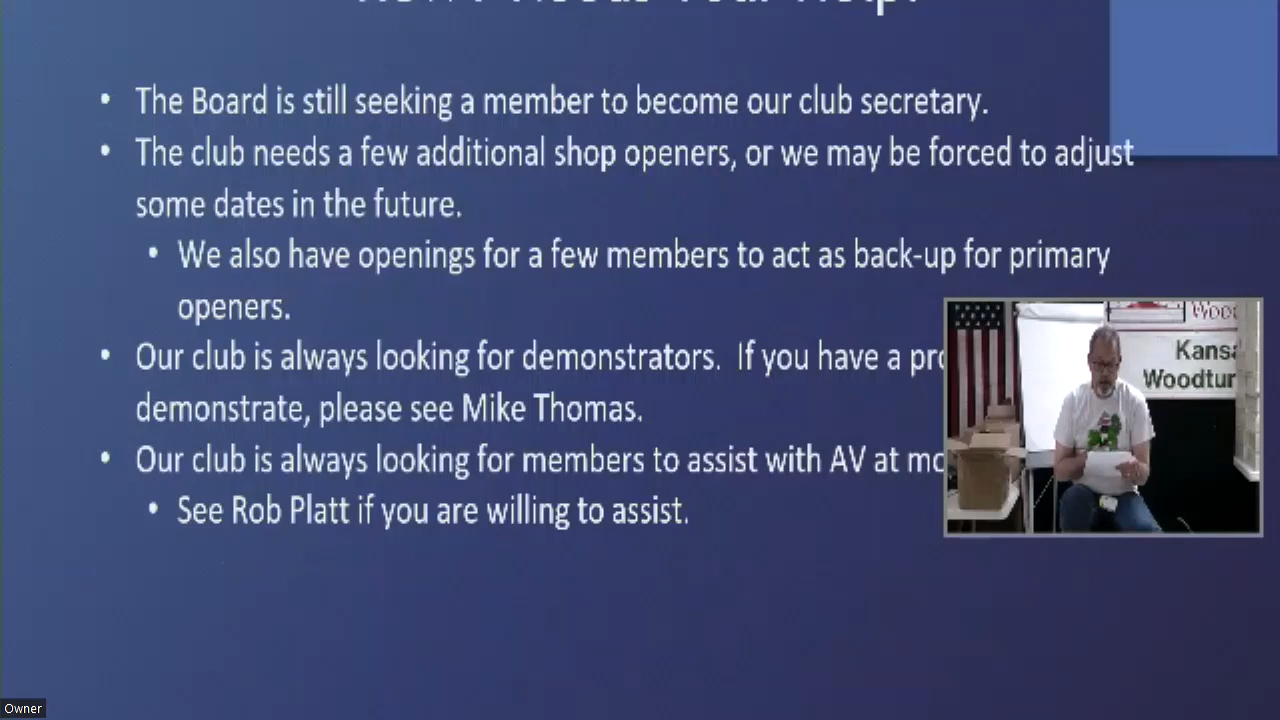 Your Help!
• The Board is still seeking a member to become our club secretary.
• The club needs a few additional shop openers, or we may be forced to adjust
some dates in the future.
• We also have openings for a few members to act as back-up for primary
openers.
• Our club is always looking for demonstrators. If you have a
demonstrate, please see Mike Thomas.
• Our club is always looking for members to assist with AV at
• See Rob Platt if you are willing to assist.
Kansa
Woodtur
Owner